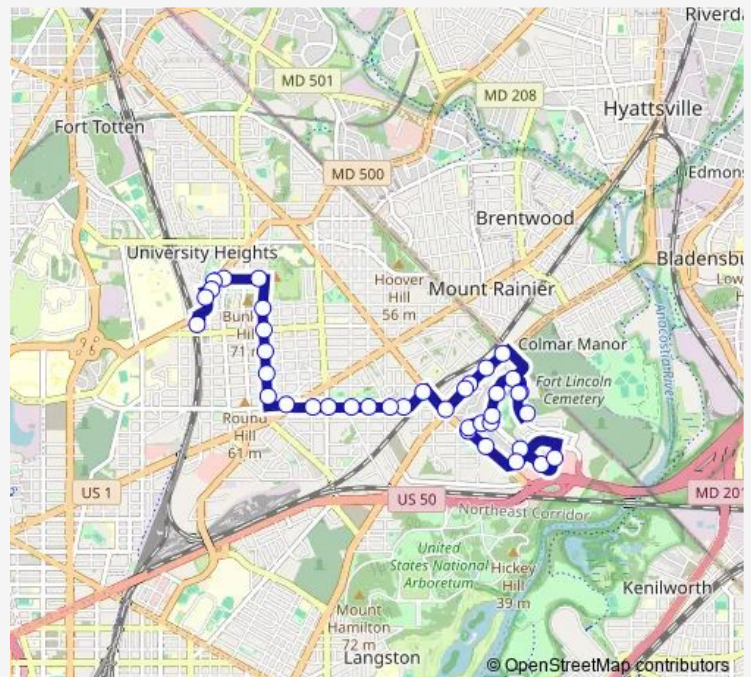 Riverd
MD 501
MD 208
Hyattsville
Fort Totten
MD 500
Edmons
Brentwood
University Heights
Bladensbu
Low
H
Hoover
Hill
56 m
Mount Rainier
Bunk
Hil
71
Colmar Manor
Anacostia River
Fort Lincoln
Cemetery
Round
Hill
61 m
US 1
US 50
MD 201
Northeast Corridor
United
States National
Arboretum
Hickey
Hill
39 m
Kenilworth
Mount
Hamilton
72 m
Langston
© OpenStreetMap contributors